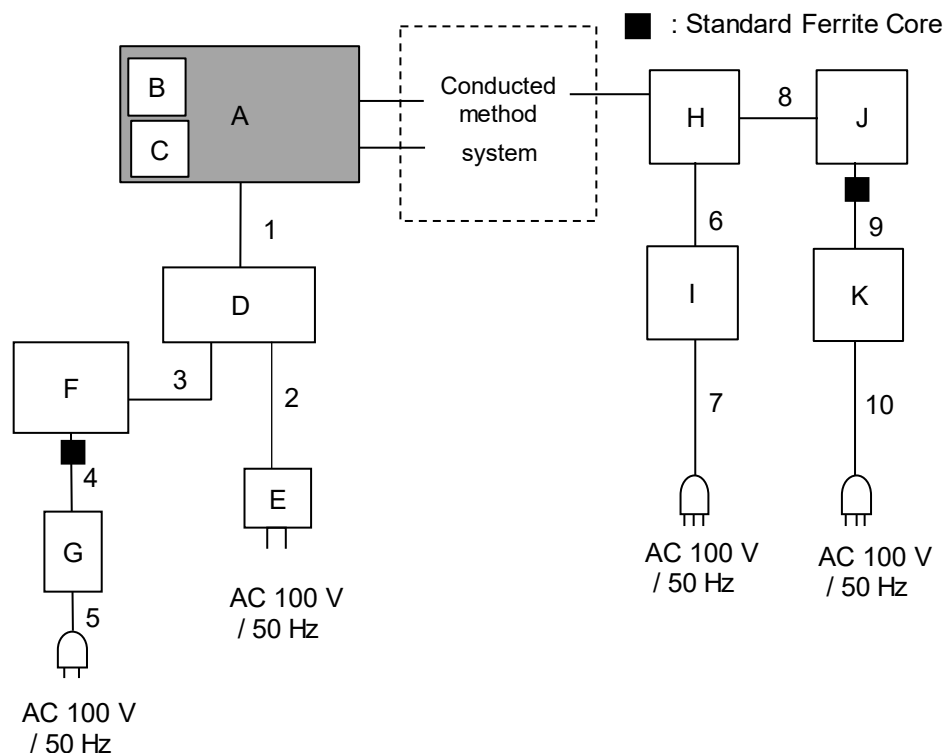 : Standard Ferrite Core
B
A
C
Conducted
method
system
H
8
J
1
6
9
D
I
K
F
3
2
7
10
4
E
G
AC 100 V
/ 50 Hz
AC 100 V
/ 50 Hz
AC 100 V
/ 50 Hz
5
AC 100 V
/ 50 Hz